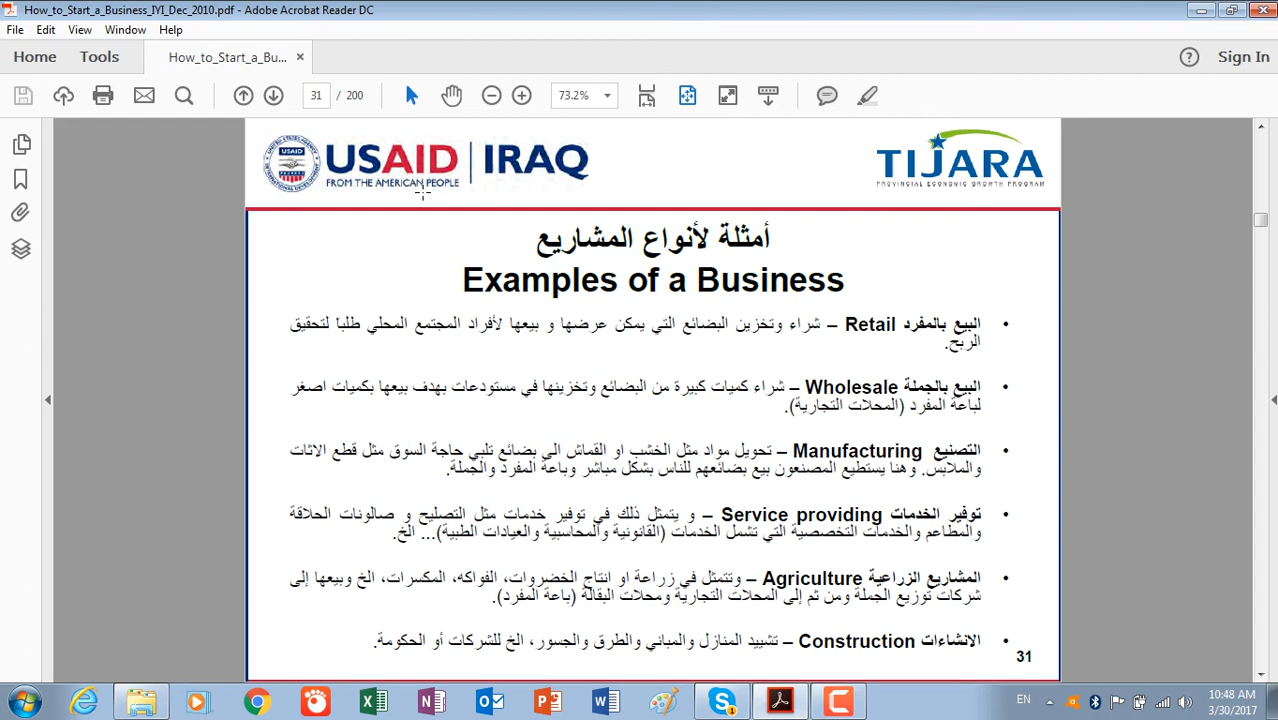 How_to_Start_a_Business_IYI_Dec_2010.pdf - Adobe Acrobat Reader DC
File Edit View Window Help
Home Tools How_to_Start_a_Bu... × Sign In
31 / 200 73.2%
USAID | IRAQ
FROM THE AMERICAN PEOPLE
USAID
TIJARA
PROVINCIAL ECONOMIC GROWTH PROGRAM
أمثلة لأنواع المشاريع
Examples of a Business
• البيع بالمفرد Retail – شراء وتخزين البضائع التي يمكن عرضها و بيعها لأفراد المجتمع المحلي طلباً لتحقيق
الربح.
• البيع بالجملة Wholesale – شراء كميات كبيرة من البضائع وتخزينها في مستودعات بهدف بيعها بكميات اصغر
لباعة المفرد (المحلات التجارية).
• التصنيع Manufacturing – تحويل مواد مثل الخشب او القماش الى بضائع تلبي حاجة السوق مثل قطع الاثاث
والملابس. وهنا يستطيع المصنعون بيع بضائعهم للناس بشكل مباشر وباعة المفرد والجملة.
• توفير الخدمات Service providing – و يتمثل ذلك في توفير خدمات مثل التصليح و صالونات الحلاقة
والمطاعم والخدمات التخصصية التي تشمل الخدمات (القانونية والمحاسبية والعيادات الطبية)... الخ.
• المشاريع الزراعية Agriculture – وتتمثل في زراعة او انتاج الخضروات، الفواكه، المكسرات، الخ وبيعها إلى
شركات توزيع الجملة ومن ثم إلى المحلات التجارية ومحلات البقالة (باعة المفرد).
• الانشاءات Construction – تشييد المنازل والمباني والطرق والجسور، الخ للشركات أو الحكومة.
31
EN
10:48 AM
3/30/2017